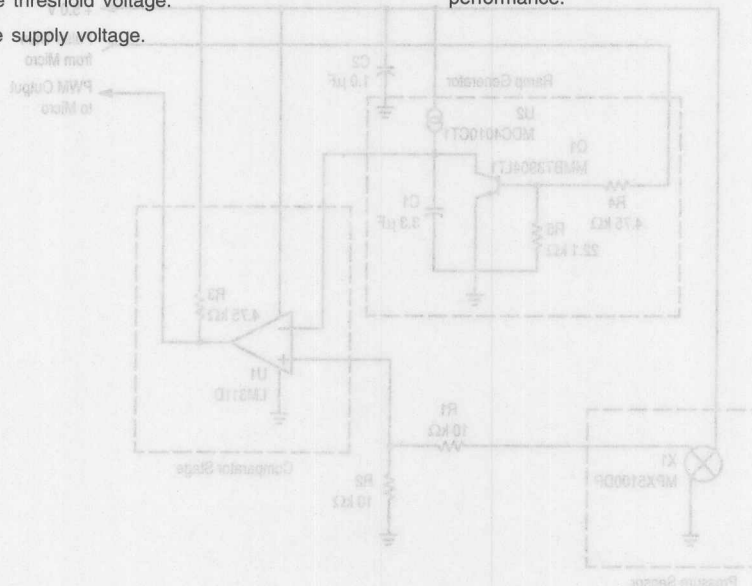 e threshold voltage.
performance.
e supply voltage.
from Micro
PWM Output
to Micro
C2
1.0 μF
Ramp Generator
U2
MDC4010CT1
Q1
MMBT3904LT1
R4
4.75 kΩ
R5
22.1 kΩ
C1
3.3 μF
R3
4.75 kΩ
U1
LM311D
Comparator Stage
R1
10 kΩ
R2
10 kΩ
X1
MPX5100DP
Pressure Sensor